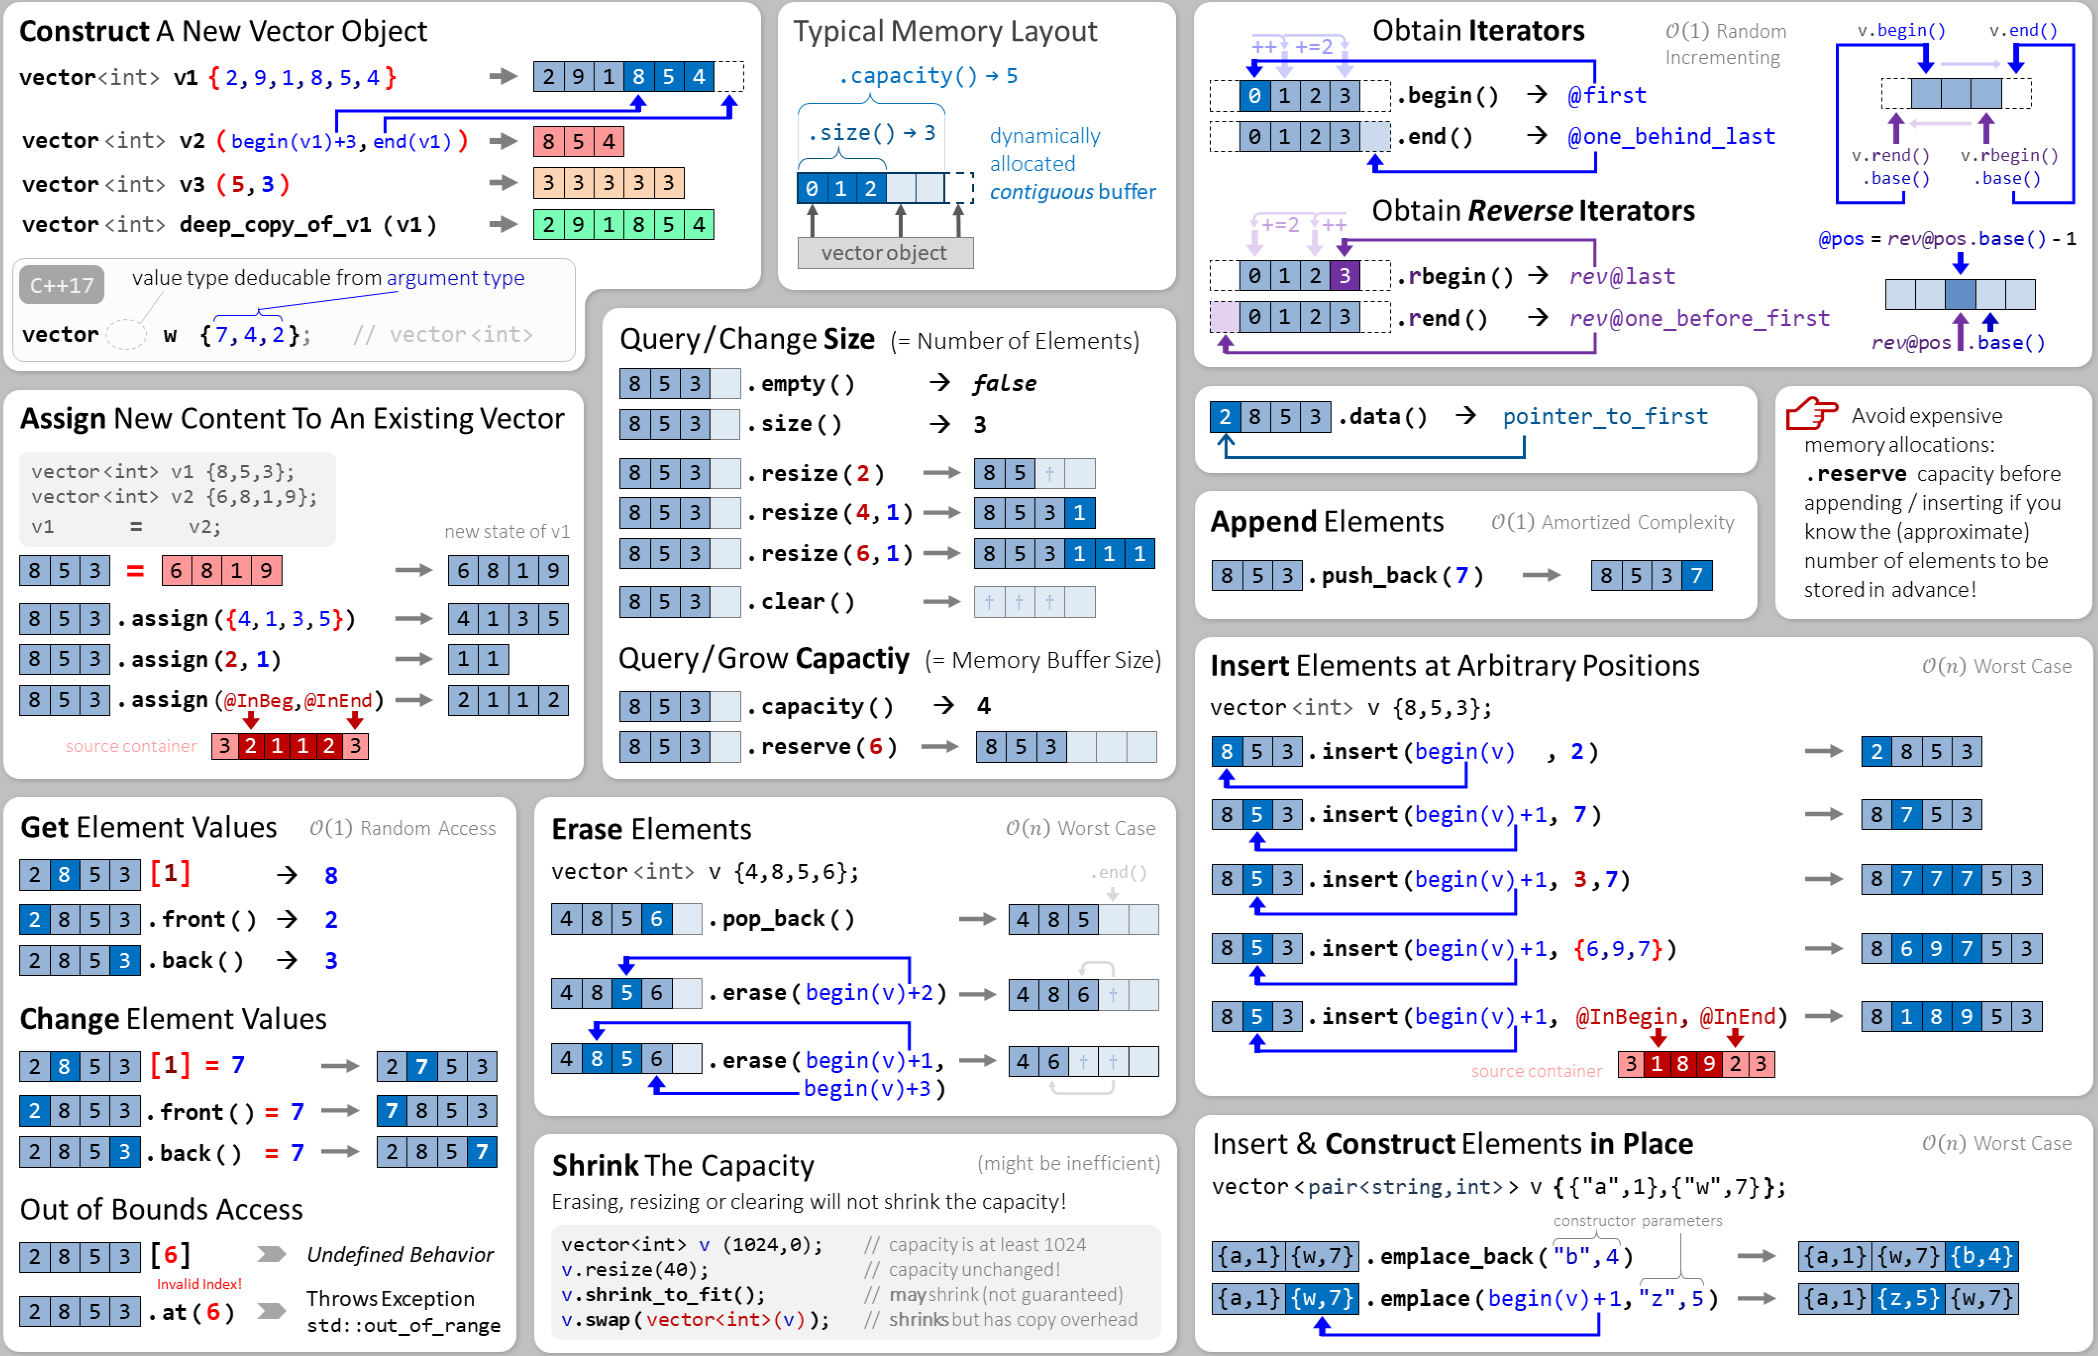 Construct A New Vector Object
vector<int> v1 {2,9,1,8,5,4} 2 9 1 8 5 4
vector<int> v2 (begin(v1)+3,end(v1)) 8 5 4
vector<int> v3 (5,3) 3 3 3 3 3
vector<int> deep_copy_of_v1 (v1) 2 9 1 8 5 4
C++17 value type deducable from argument type
vector w {7,4,2}; // vector<int>
Typical Memory Layout
.capacity() → 5
.size() → 3
0 1 2
dynamically
allocated
contiguous buffer
vector object
Obtain Iterators
𝒪(1) Random
Incrementing
++ +=2
0 1 2 3 .begin() → @first
0 1 2 3 .end() → @one_behind_last
Obtain Reverse Iterators
+=2 ++
0 1 2 3 .rbegin() → rev@last
0 1 2 3 .rend() → rev@one_before_first
v.begin() v.end()
v.rend() v.rbegin()
.base() .base()
@pos = rev@pos.base() - 1
rev@pos .base()
Assign New Content To An Existing Vector
vector<int> v1 {8,5,3};
vector<int> v2 {6,8,1,9};
v1 = v2;
new state of v1
8 5 3 = 6 8 1 9 6 8 1 9
8 5 3 .assign({4,1,3,5}) 4 1 3 5
8 5 3 .assign(2,1) 1 1
8 5 3 .assign(@InBeg,@InEnd) 2 1 1 2
source container 3 2 1 1 2 3
Query/Change Size (= Number of Elements)
8 5 3 .empty() → false
8 5 3 .size() → 3
8 5 3 .resize(2) 8 5 †
8 5 3 .resize(4,1) 8 5 3 1
8 5 3 .resize(6,1) 8 5 3 1 1 1
8 5 3 .clear() † † †
Query/Grow Capactiy (= Memory Buffer Size)
8 5 3 .capacity() → 4
8 5 3 .reserve(6) 8 5 3
2 8 5 3 .data() → pointer_to_first
Append Elements 𝒪(1) Amortized Complexity
8 5 3 .push_back(7) 8 5 3 7
Avoid expensive
memory allocations:
.reserve capacity before
appending / inserting if you
know the (approximate)
number of elements to be
stored in advance!
Insert Elements at Arbitrary Positions 𝒪(n) Worst Case
vector<int> v {8,5,3};
8 5 3 .insert(begin(v) , 2) 2 8 5 3
8 5 3 .insert(begin(v)+1, 7) 8 7 5 3
8 5 3 .insert(begin(v)+1, 3,7) 8 7 7 7 5 3
8 5 3 .insert(begin(v)+1, {6,9,7}) 8 6 9 7 5 3
8 5 3 .insert(begin(v)+1, @InBegin, @InEnd) 8 1 8 9 5 3
source container 3 1 8 9 2 3
Get Element Values 𝒪(1) Random Access
2 8 5 3 [1] → 8
2 8 5 3 .front() → 2
2 8 5 3 .back() → 3
Change Element Values
2 8 5 3 [1] = 7 2 7 5 3
2 8 5 3 .front() = 7 7 8 5 3
2 8 5 3 .back() = 7 2 8 5 7
Out of Bounds Access
2 8 5 3 [6] Undefined Behavior
Invalid Index!
2 8 5 3 .at(6) Throws Exception
std::out_of_range
Erase Elements 𝒪(n) Worst Case
vector<int> v {4,8,5,6};
.end()
4 8 5 6 .pop_back() 4 8 5
4 8 5 6 .erase(begin(v)+2) 4 8 6 †
4 8 5 6 .erase(begin(v)+1, 4 6 † †
begin(v)+3)
Shrink The Capacity (might be inefficient)
Erasing, resizing or clearing will not shrink the capacity!
vector<int> v (1024,0); // capacity is at least 1024
v.resize(40); // capacity unchanged!
v.shrink_to_fit(); // may shrink (not guaranteed)
v.swap(vector<int>(v)); // shrinks but has copy overhead
Insert & Construct Elements in Place 𝒪(n) Worst Case
vector<pair<string,int>> v {{"a",1},{"w",7}};
constructor parameters
{a,1} {w,7} .emplace_back("b",4) {a,1} {w,7} {b,4}
{a,1} {w,7} .emplace(begin(v)+1,"z",5) {a,1} {z,5} {w,7}